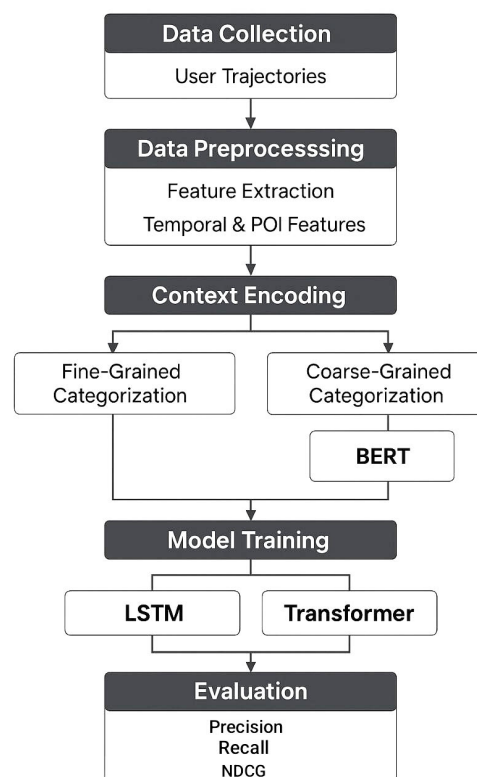 Data Collection
User Trajectories
Data Preprocesssing
Feature Extraction
Temporal & POI Features
Context Encoding
Fine-Grained
Categorization
Coarse-Grained
Categorization
BERT
Model Training
LSTM
Transformer
Evaluation
Precision
Recall
NDCG